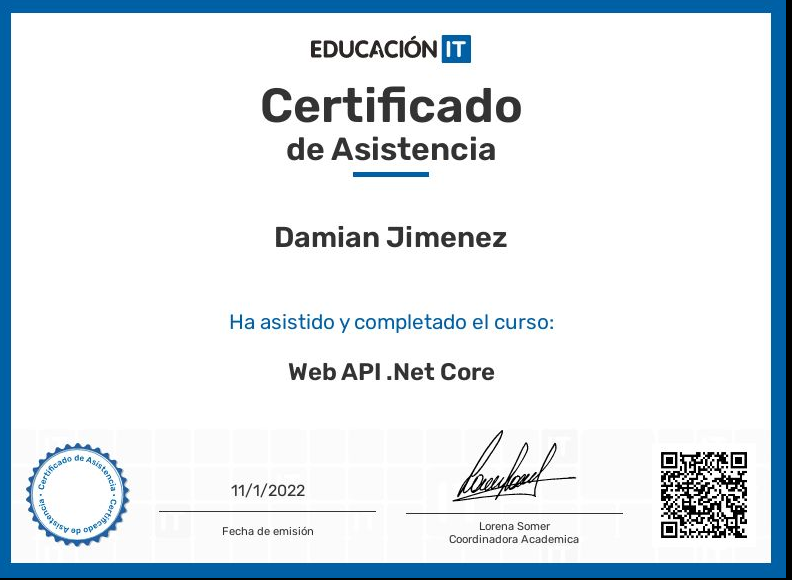 EDUCACIÓN IT
Certificado
de Asistencia
Damian Jimenez
Ha asistido y completado el curso:
Web API .Net Core
Certificado de Asistencia · Certificado de Asistencia ·
11/1/2022
Fecha de emisión
Lorena Somer
Coordinadora Academica